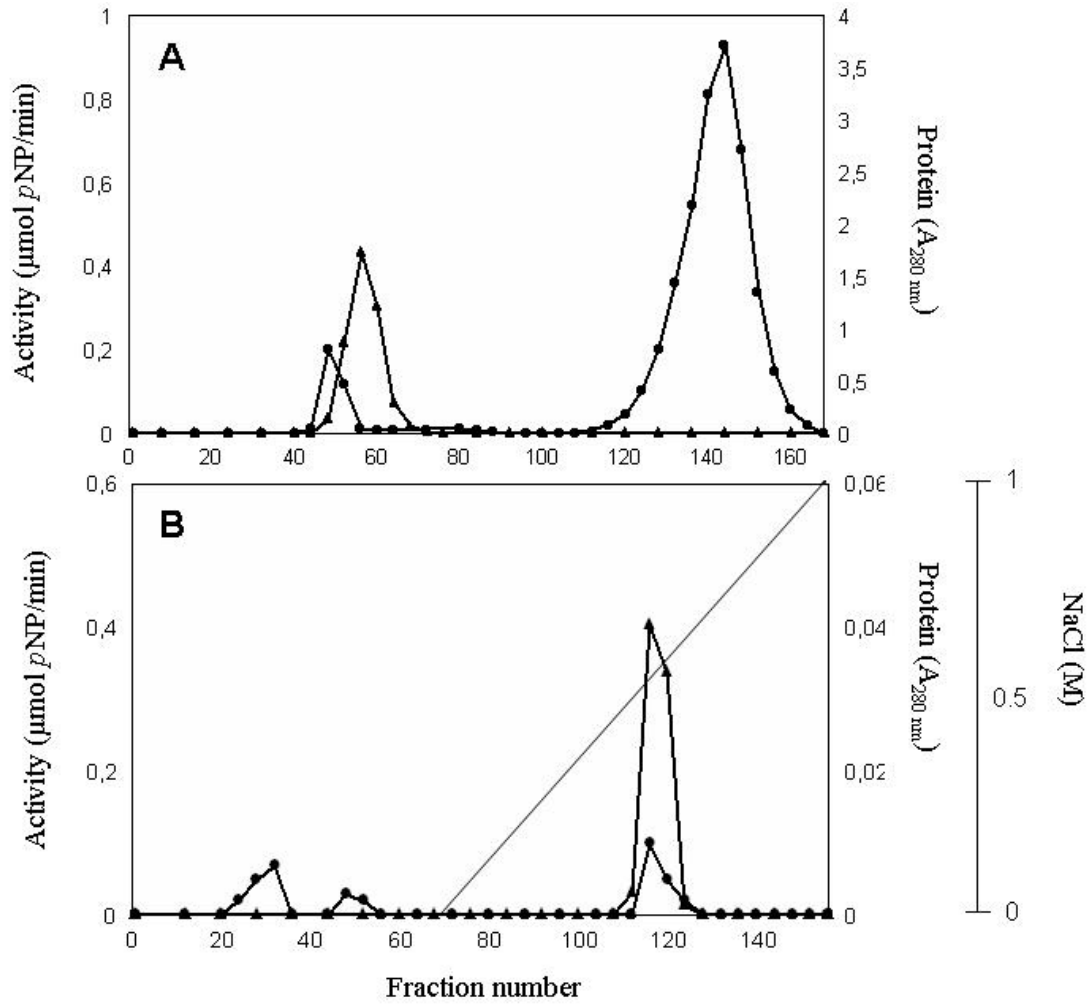 A
Activity (µmol pNP/min)
1
0,8
0,6
0,4
0,2
0
Protein (A280 nm)
4
3,5
3
2,5
2
1,5
1
0,5
0
0 20 40 60 80 100 120 140 160
B
Activity (µmol pNP/min)
0,6
0,4
0,2
0
Protein (A280 nm)
0,06
0,04
0,02
0
NaCl (M)
1
0.5
0
0 20 40 60 80 100 120 140
Fraction number